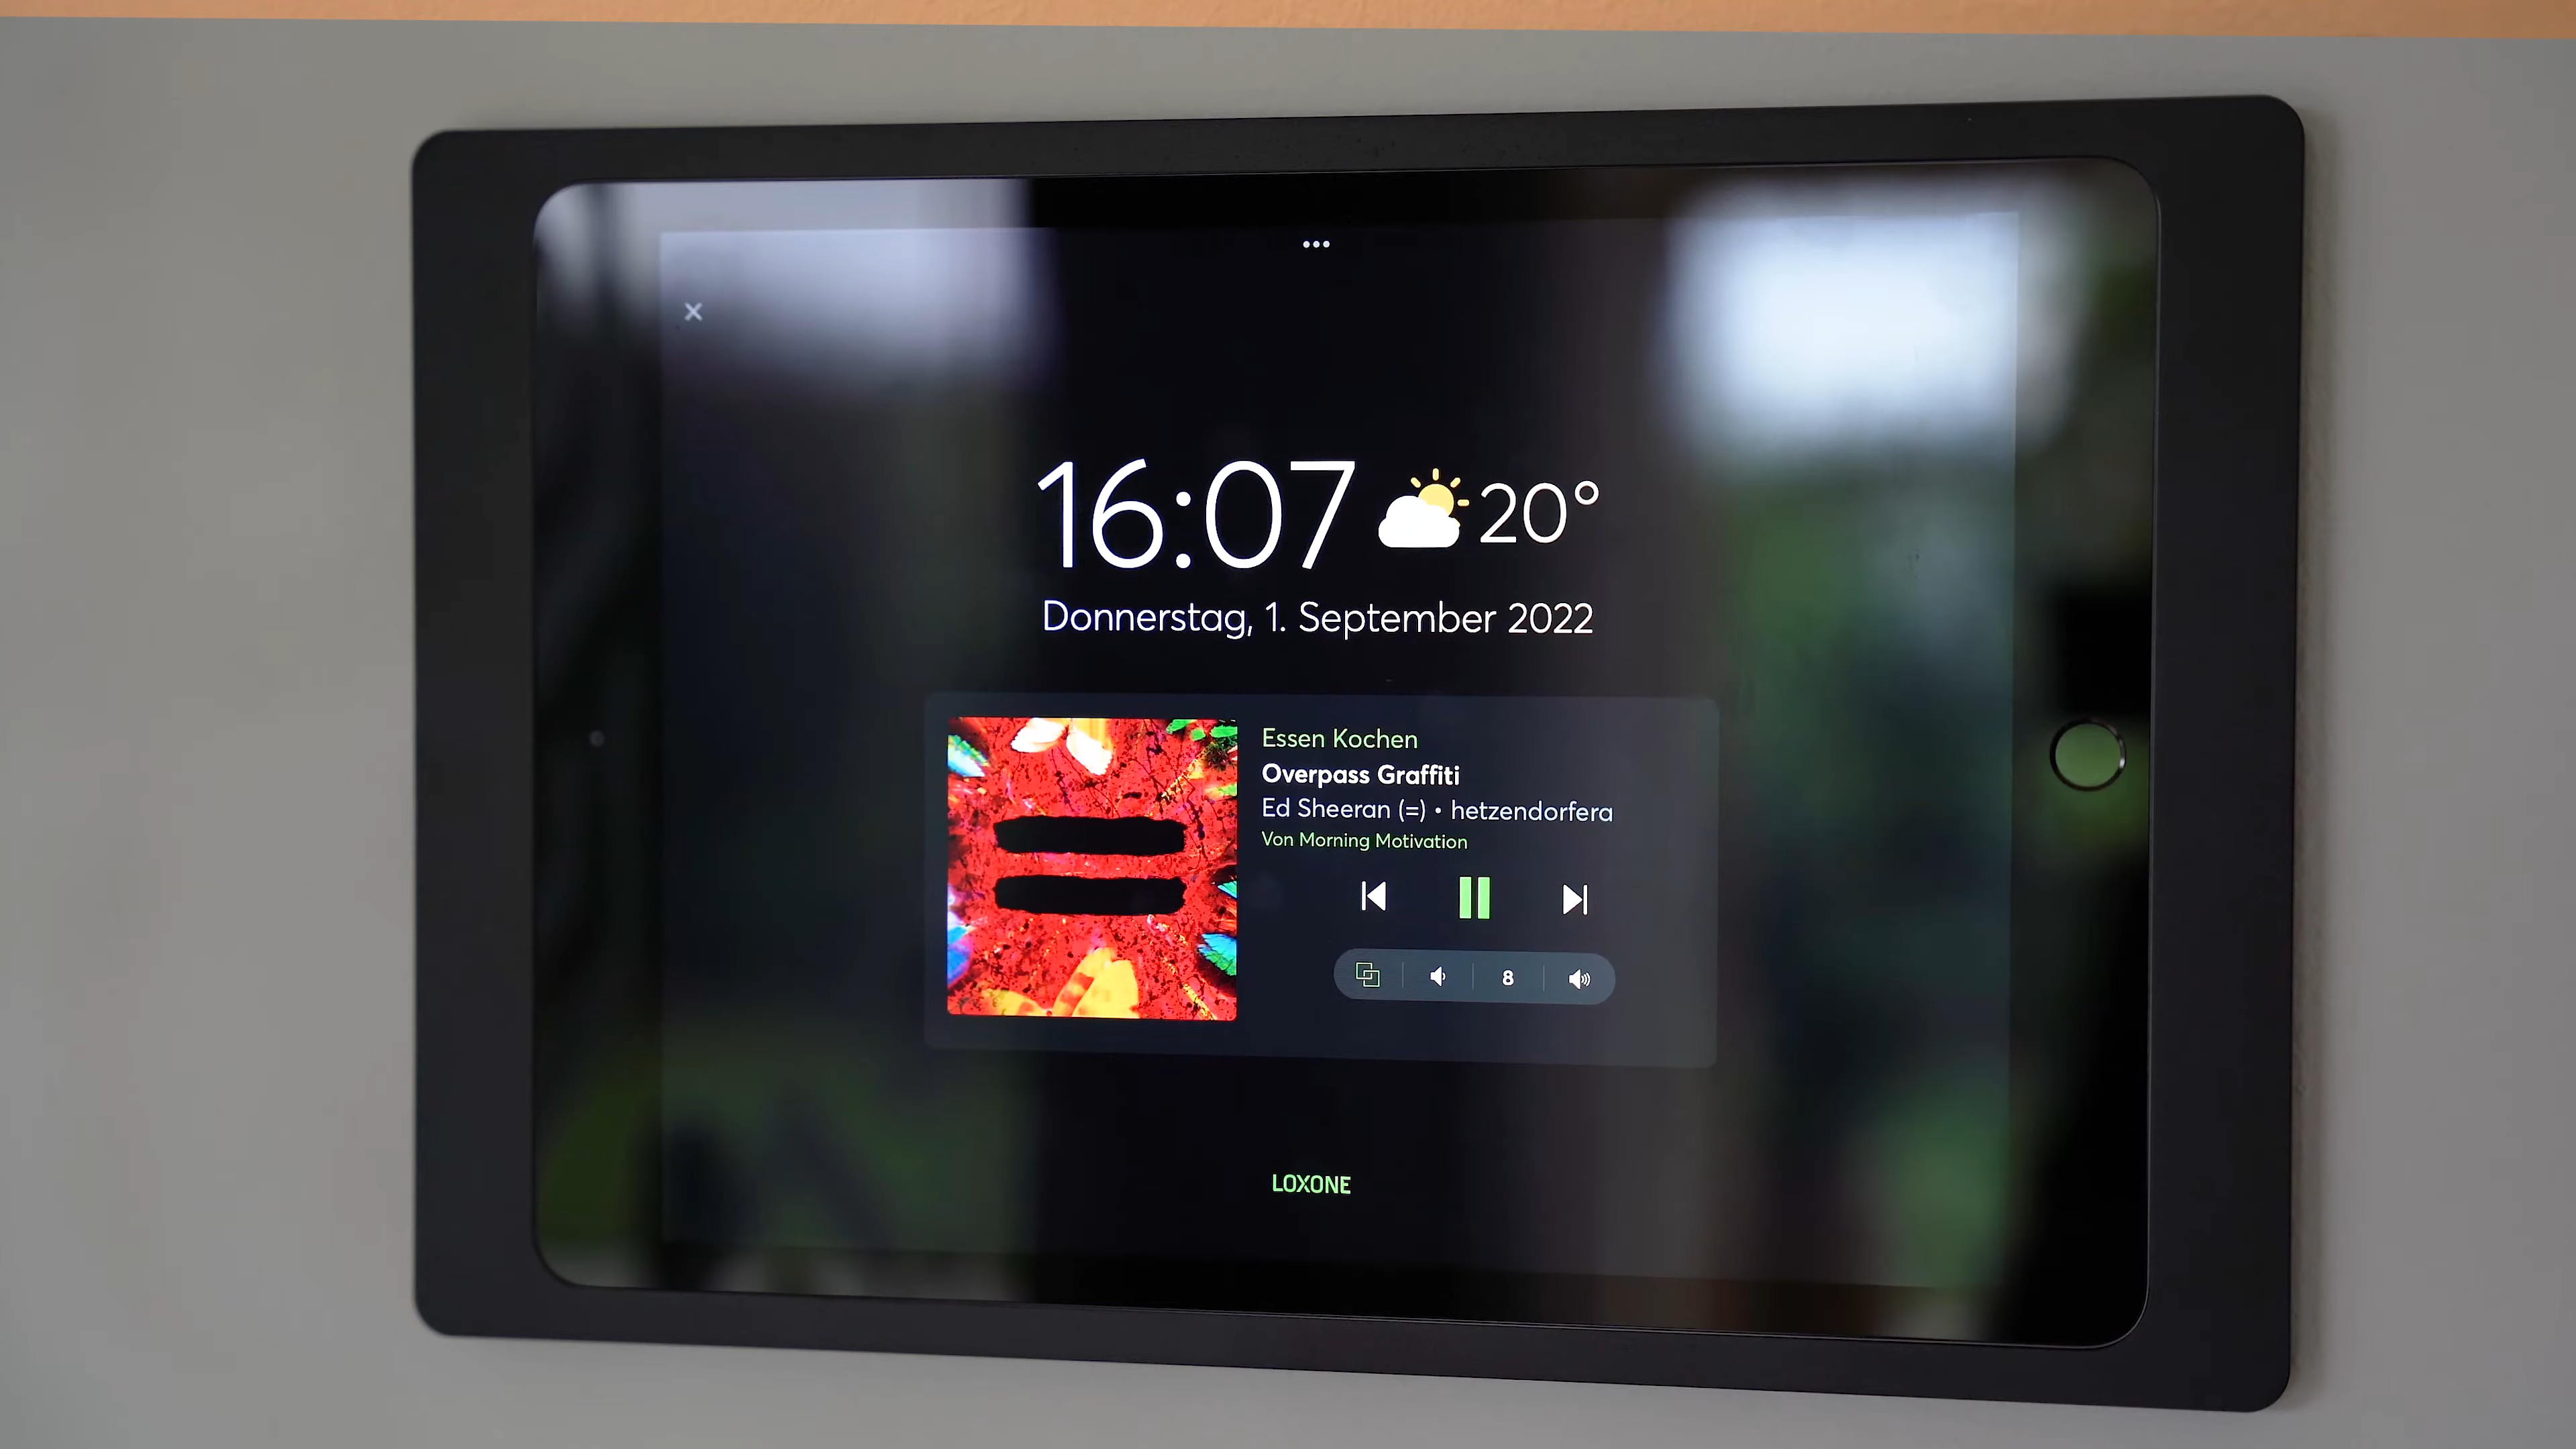 16:07 20°
Donnerstag, 1. September 2022
Essen Kochen
Overpass Graffiti
Ed Sheeran (=) • hetzendorfera
Von Morning Motivation
8
LOXONE